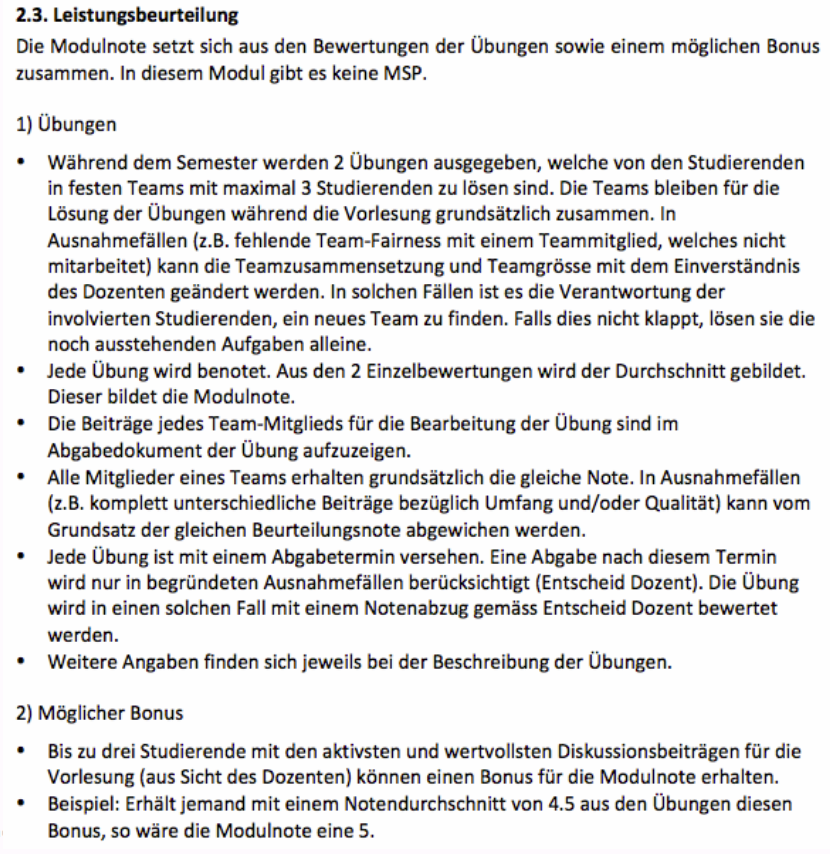 2.3. Leistungsbeurteilung
Die Modulnote setzt sich aus den Bewertungen der Übungen sowie einem möglichen Bonus
zusammen. In diesem Modul gibt es keine MSP.
1) Übungen
• Während dem Semester werden 2 Übungen ausgegeben, welche von den Studierenden
in festen Teams mit maximal 3 Studierenden zu lösen sind. Die Teams bleiben für die
Lösung der Übungen während die Vorlesung grundsätzlich zusammen. In
Ausnahmefällen (z.B. fehlende Team-Fairness mit einem Teammitglied, welches nicht
mitarbeitet) kann die Teamzusammensetzung und Teamgrösse mit dem Einverständnis
des Dozenten geändert werden. In solchen Fällen ist es die Verantwortung der
involvierten Studierenden, ein neues Team zu finden. Falls dies nicht klappt, lösen sie die
noch ausstehenden Aufgaben alleine.
• Jede Übung wird benotet. Aus den 2 Einzelbewertungen wird der Durchschnitt gebildet.
Dieser bildet die Modulnote.
• Die Beiträge jedes Team-Mitglieds für die Bearbeitung der Übung sind im
Abgabedokument der Übung aufzuzeigen.
• Alle Mitglieder eines Teams erhalten grundsätzlich die gleiche Note. In Ausnahmefällen
(z.B. komplett unterschiedliche Beiträge bezüglich Umfang und/oder Qualität) kann vom
Grundsatz der gleichen Beurteilungsnote abgewichen werden.
• Jede Übung ist mit einem Abgabetermin versehen. Eine Abgabe nach diesem Termin
wird nur in begründeten Ausnahmefällen berücksichtigt (Entscheid Dozent). Die Übung
wird in einen solchen Fall mit einem Notenabzug gemäss Entscheid Dozent bewertet
werden.
• Weitere Angaben finden sich jeweils bei der Beschreibung der Übungen.
2) Möglicher Bonus
• Bis zu drei Studierende mit den aktivsten und wertvollsten Diskussionsbeiträgen für die
Vorlesung (aus Sicht des Dozenten) können einen Bonus für die Modulnote erhalten.
• Beispiel: Erhält jemand mit einem Notendurchschnitt von 4.5 aus den Übungen diesen
Bonus, so wäre die Modulnote eine 5.